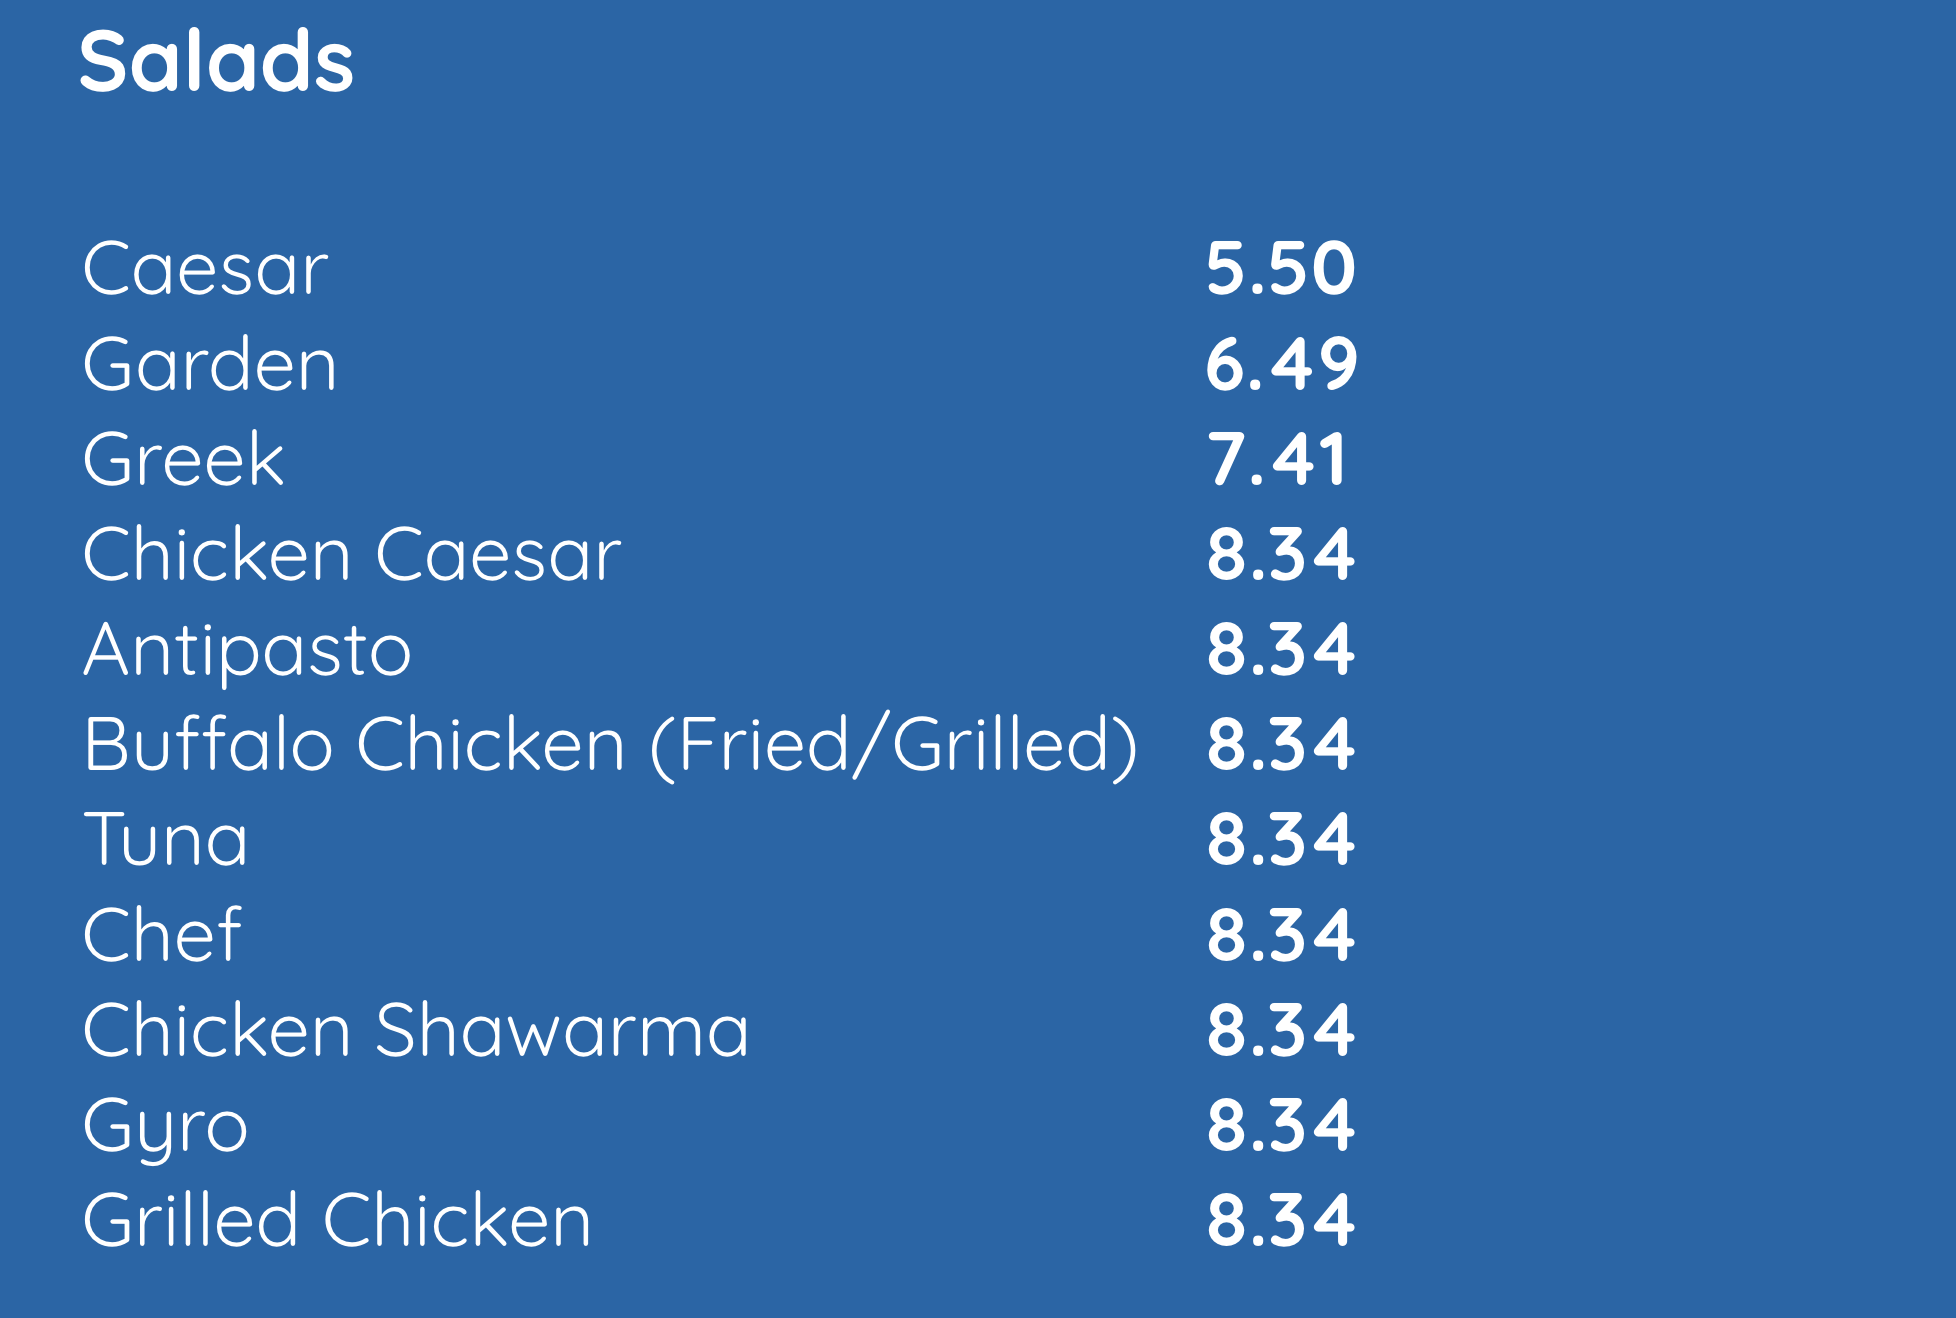 Salads
Caesar 5.50
Garden 6.49
Greek 7.41
Chicken Caesar 8.34
Antipasto 8.34
Buffalo Chicken (Fried/Grilled) 8.34
Tuna 8.34
Chef 8.34
Chicken Shawarma 8.34
Gyro 8.34
Grilled Chicken 8.34